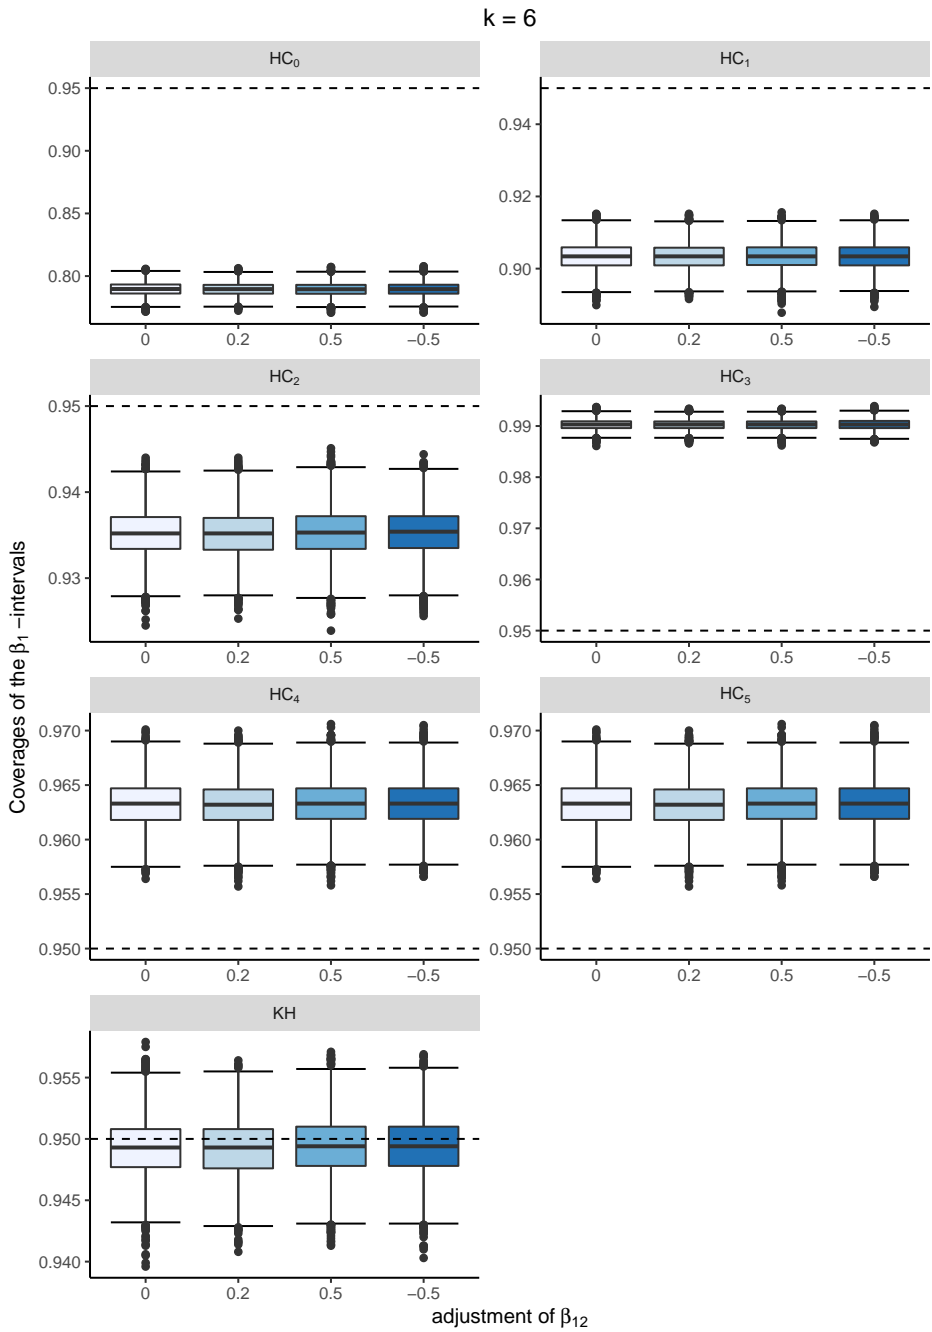 k = 6
HC₀
HC₁
0.95
0.90
0.85
0.80
0.94
0.92
0.90
0 0.2 0.5 −0.5
0 0.2 0.5 −0.5
HC₂
HC₃
0.95
0.94
0.93
0.99
0.98
0.97
0.96
0.95
0 0.2 0.5 −0.5
0 0.2 0.5 −0.5
HC₄
HC₅
0.970
0.965
0.960
0.955
0.950
0.970
0.965
0.960
0.955
0.950
0 0.2 0.5 −0.5
0 0.2 0.5 −0.5
KH
0.955
0.950
0.945
0.940
0 0.2 0.5 −0.5
Coverages of the β₁ −intervals
adjustment of β₁₂